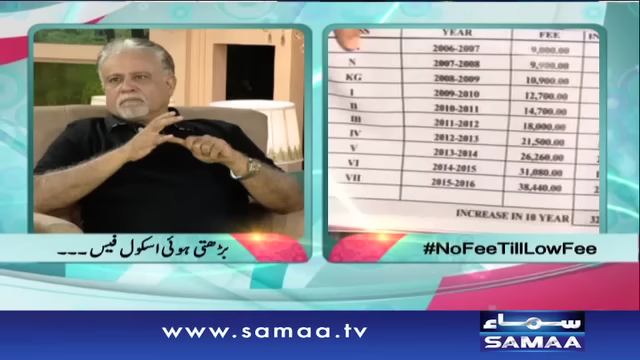 YEAR FEE
2006-2007 9,000.00
N 2007-2008 9,900.00
KG 2008-2009 10,900.00
I 2009-2010 12,700.00
II 2010-2011 14,700.00
III 2011-2012 18,000.00
IV 2012-2013 21,500.00
V 2013-2014 26,260.00
VI 2014-2015 31,080.00
VII 2015-2016 38,440.00
INCREASE IN 10 YEAR
بڑھتی ہوئی اسکول فیس ۔۔۔
#NoFeeTillLowFee
www.samaa.tv
سماء
SAMAA